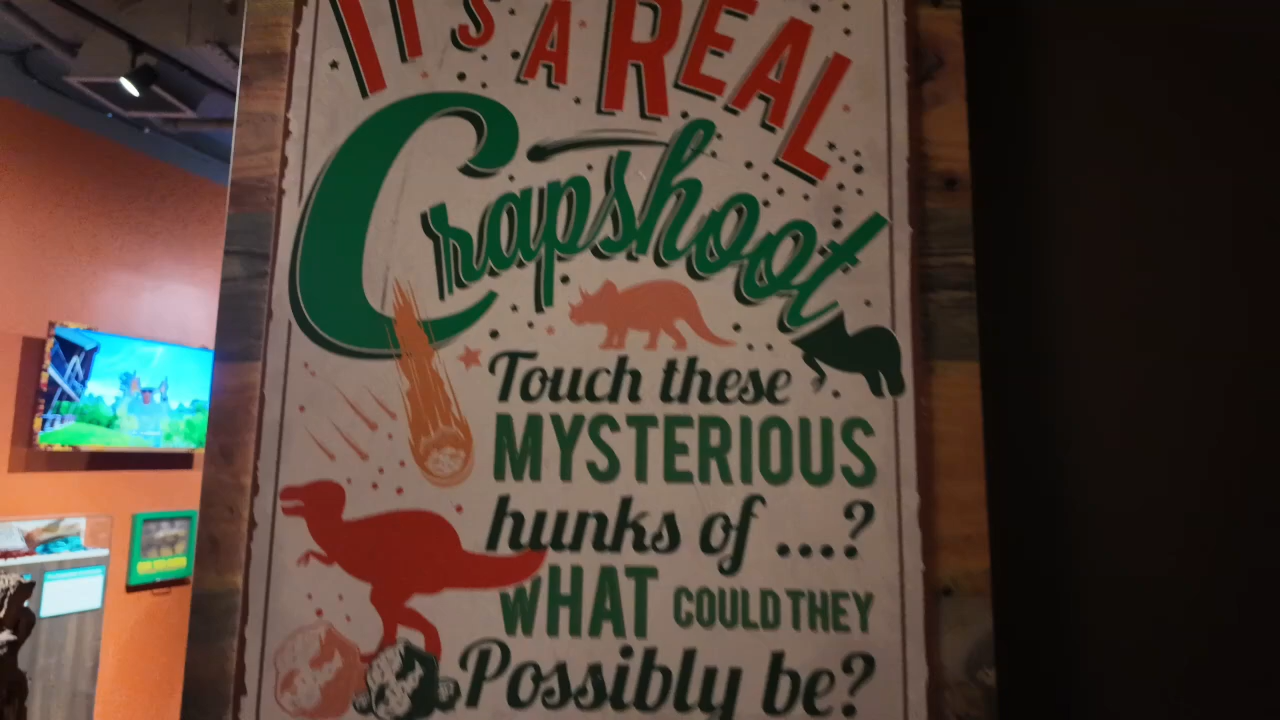 IT'S A REAL
Crapshoot
Touch these
MYSTERIOUS
hunks of ...?
WHAT COULD THEY
Possibly be?